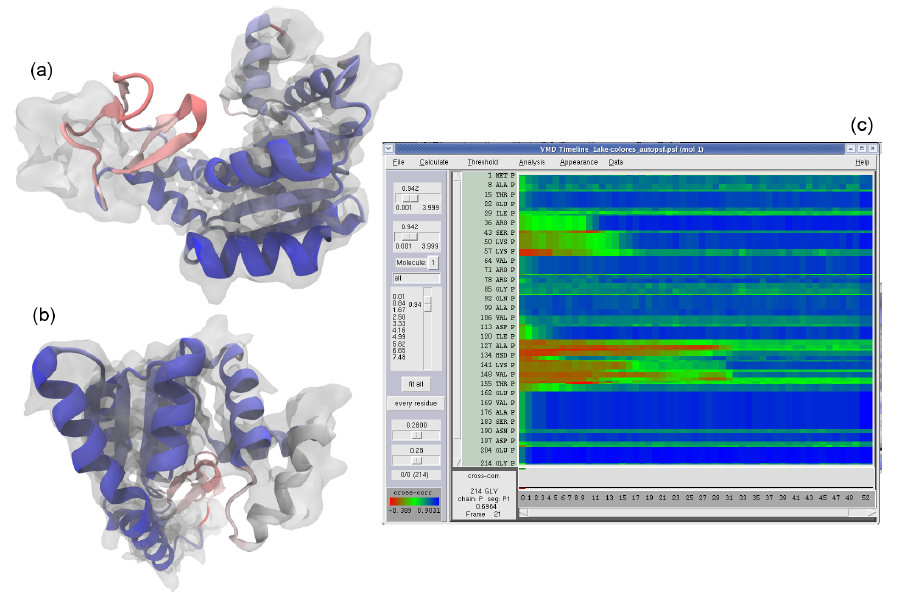 (a)
(b)
(c)
VMD Timeline 1ake-colores_autopsf.psf (mol 1)
File Calculate Threshold Analysis Appearance Data Help
0.942
0.001 3.999
0.942
0.001 3.999
Molecule: 1
all
0.01
0.84
1.67
2.50
3.33
4.16
4.99
5.82
6.65
7.48
0.94
fit all
every residue
0.2800
0.28
0/0 (214)
cross-corr
-0.389 0.9031
1 MET P
8 ALA P
15 THR P
22 GLU P
29 ILE P
36 ARG P
43 SER P
50 LYS P
57 LYS P
64 VAL P
71 ARG P
78 ARG P
85 GLY P
92 GLN P
99 ALA P
106 VAL P
113 ASP P
120 ILE P
127 ALA P
134 HSD P
141 LYS P
148 VAL P
155 THR P
162 GLU P
169 VAL P
176 ALA P
183 SER P
190 ASN P
197 ASP P
204 GLU P
214 GLY P
cross-corr.
214 GLY
chain: P seg: P1
0.6964
Frame 21
0 1 2 3 4 5 6 7 8 9 11 13 15 17 19 21 23 25 27 29 31 33 35 37 39 41 43 45 47 49 52